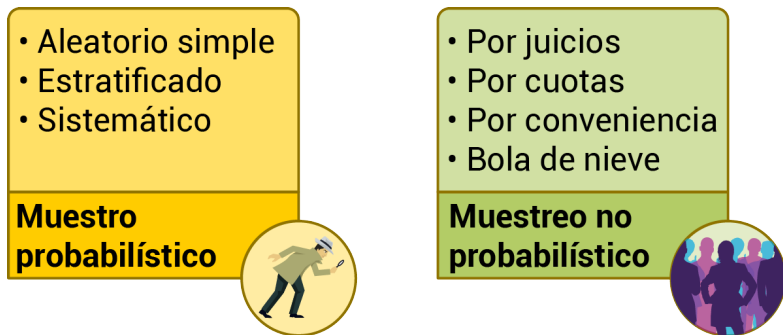 • Aleatorio simple
• Estratificado
• Sistemático
Muestro
probabilístico
• Por juicios
• Por cuotas
• Por conveniencia
• Bola de nieve
Muestreo no
probabilístico